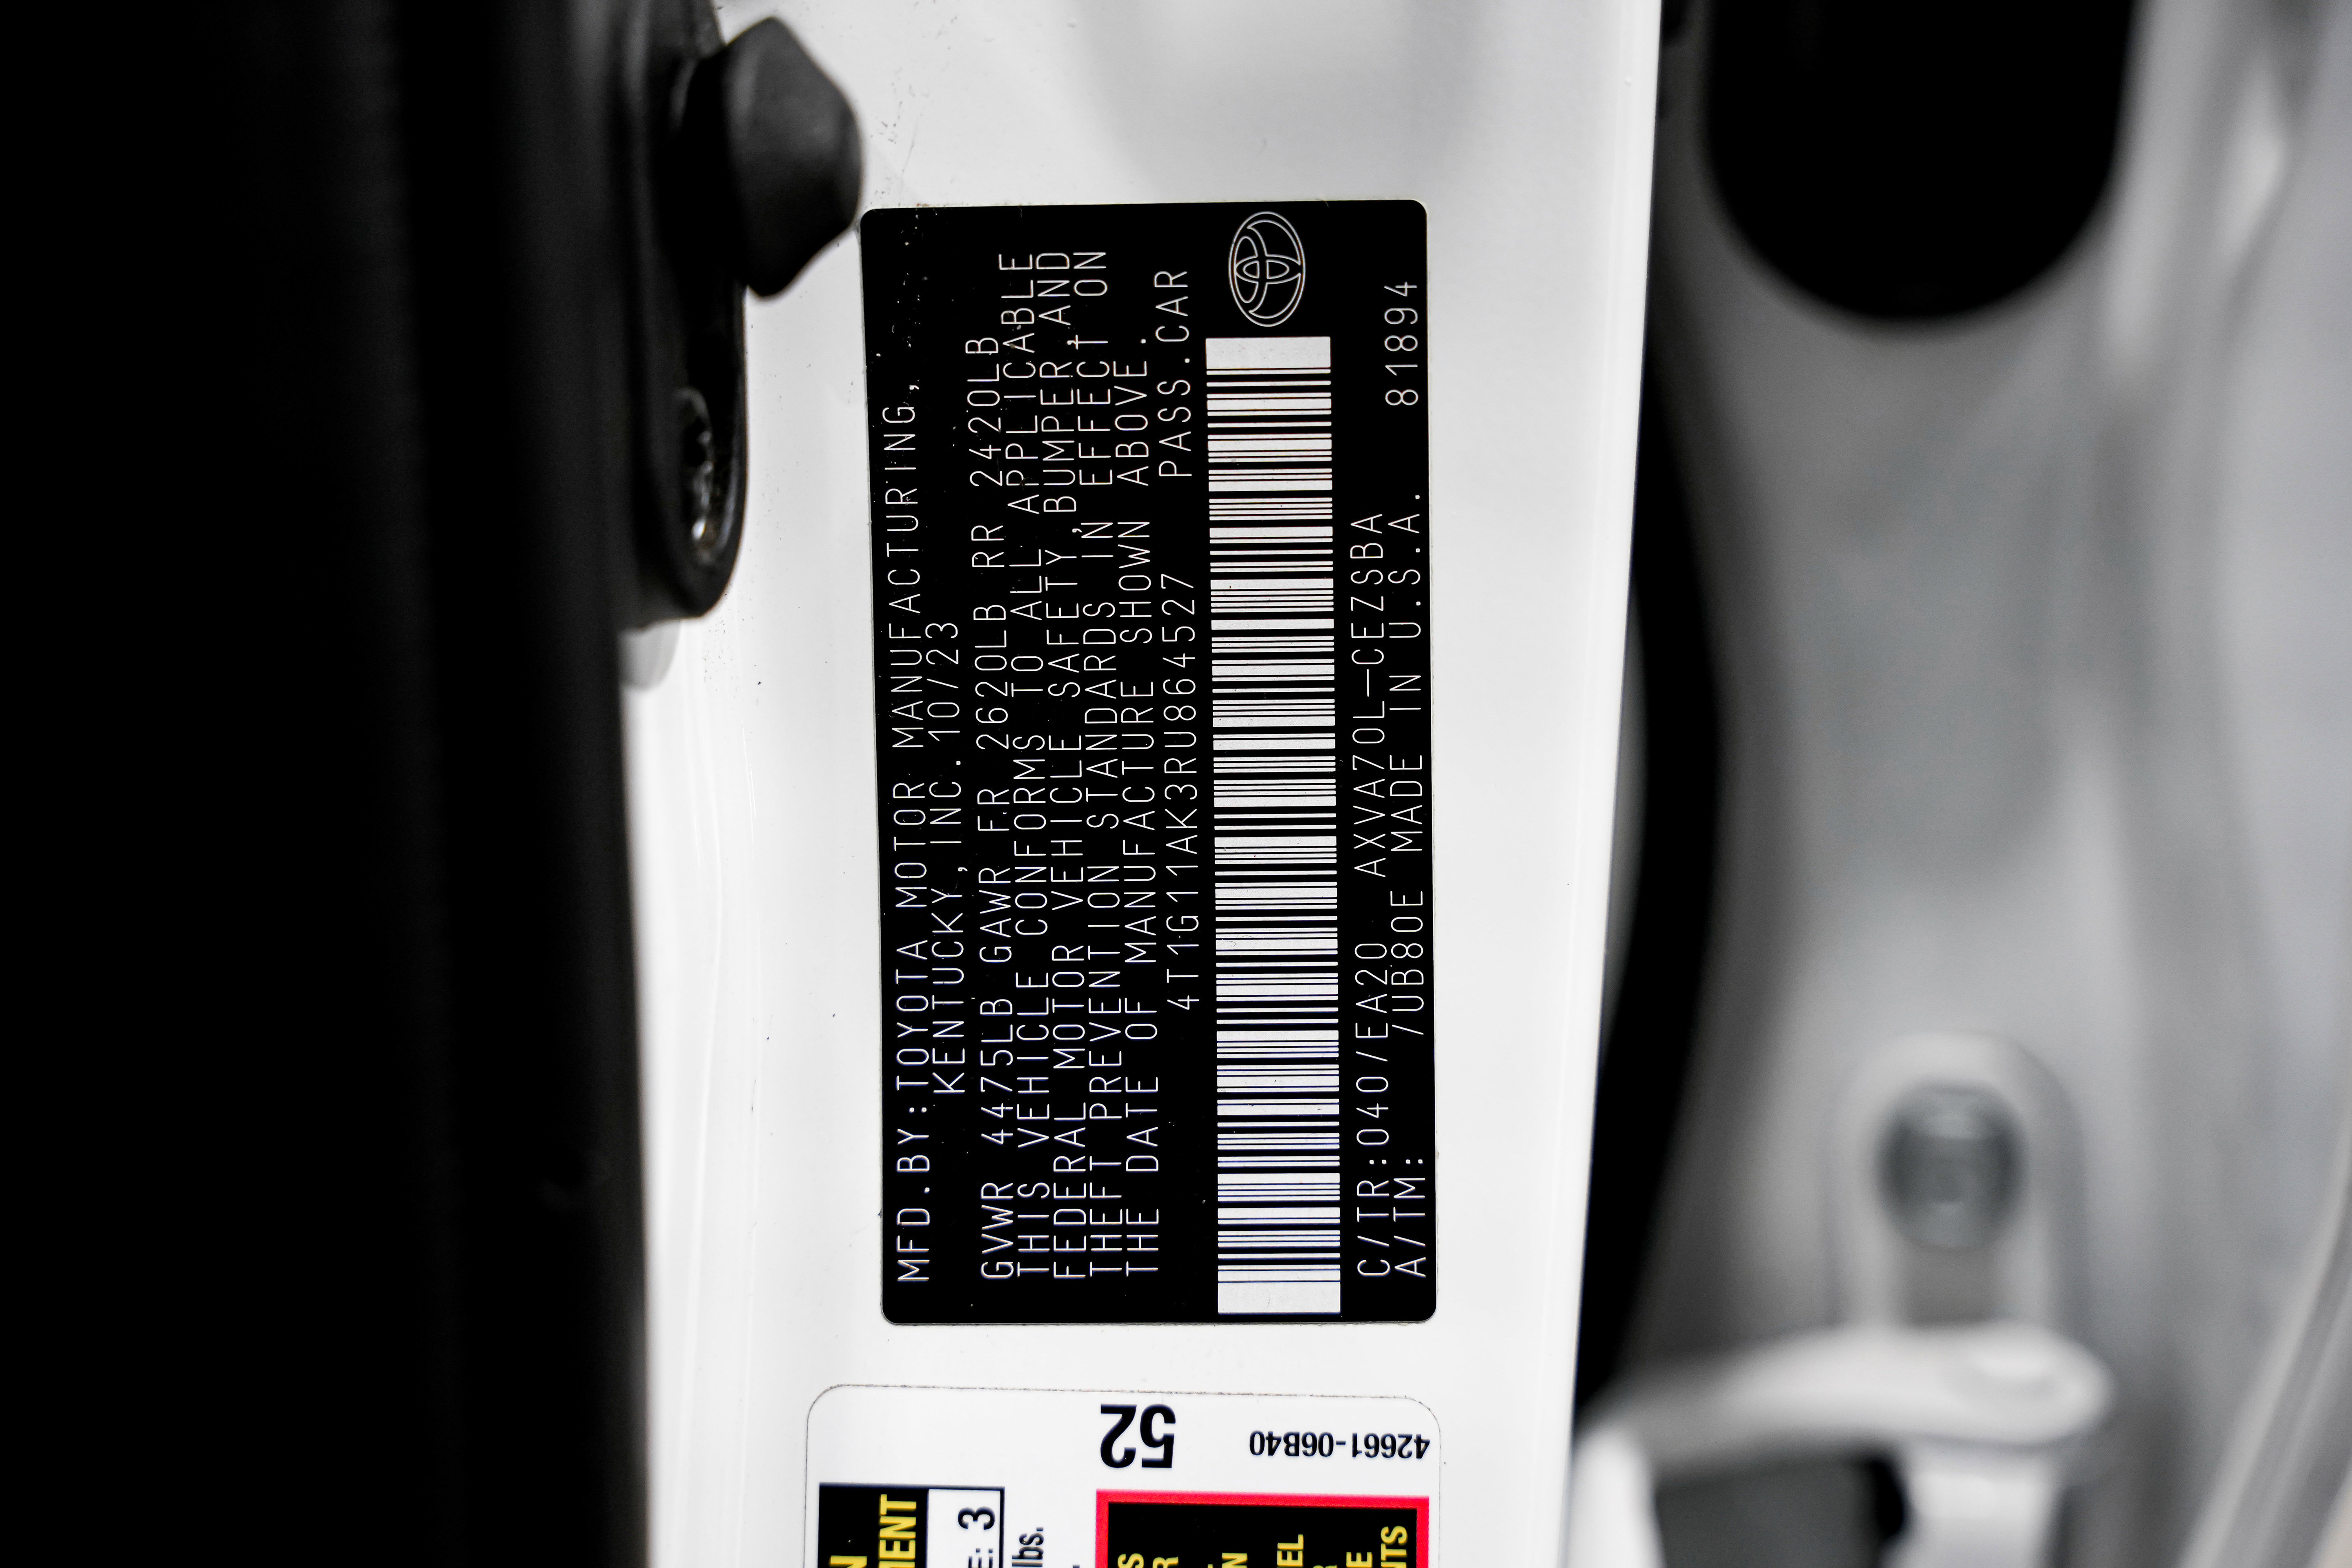 MFD.BY:TOYOTA MOTOR MANUFACTURING,
KENTUCKY, INC. 10/23
GVWR 4475LB GAWR FR 2620LB RR 2420LB
THIS VEHICLE CONFORMS TO ALL APPLICABLE
FEDERAL MOTOR VEHICLE SAFETY, BUMPER, AND
THEFT PREVENTION STANDARDS IN EFFECT ON
THE DATE OF MANUFACTURE SHOWN ABOVE.
4T1G11AK3RU864527 PASS.CAR
C/TR:040/EA20 AXVA70L-CEZSBA
A/TM: /UB80E MADE IN U.S.A. 81894
52
42661-06B40
3
lbs.